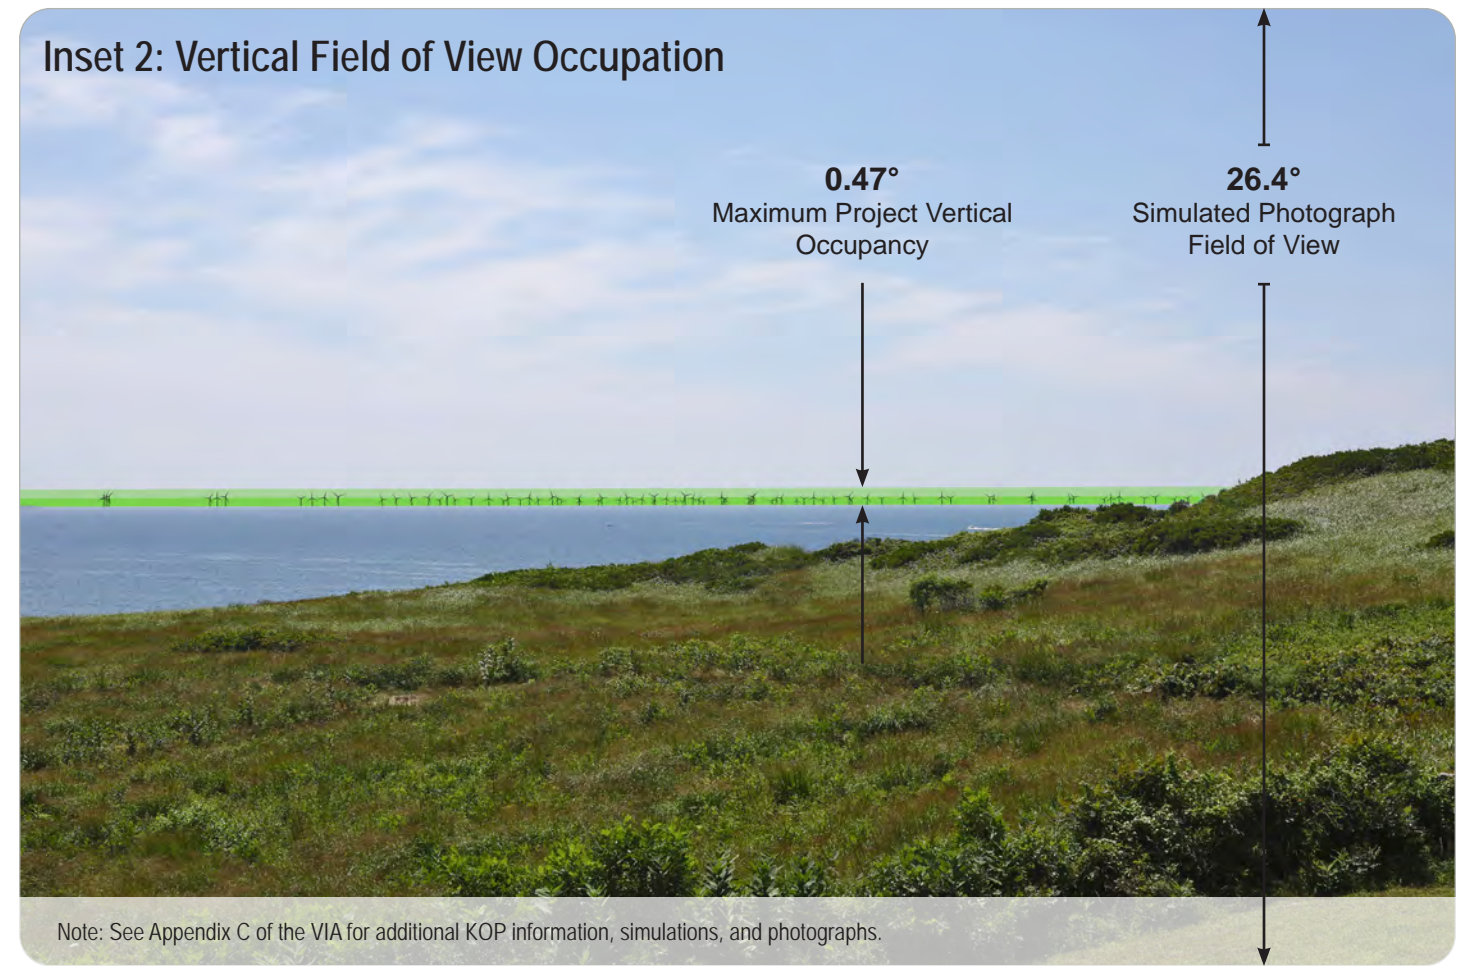 Inset 2: Vertical Field of View Occupation
0.47°
Maximum Project Vertical
Occupancy
26.4°
Simulated Photograph
Field of View
Note: See Appendix C of the VIA for additional KOP information, simulations, and photographs.